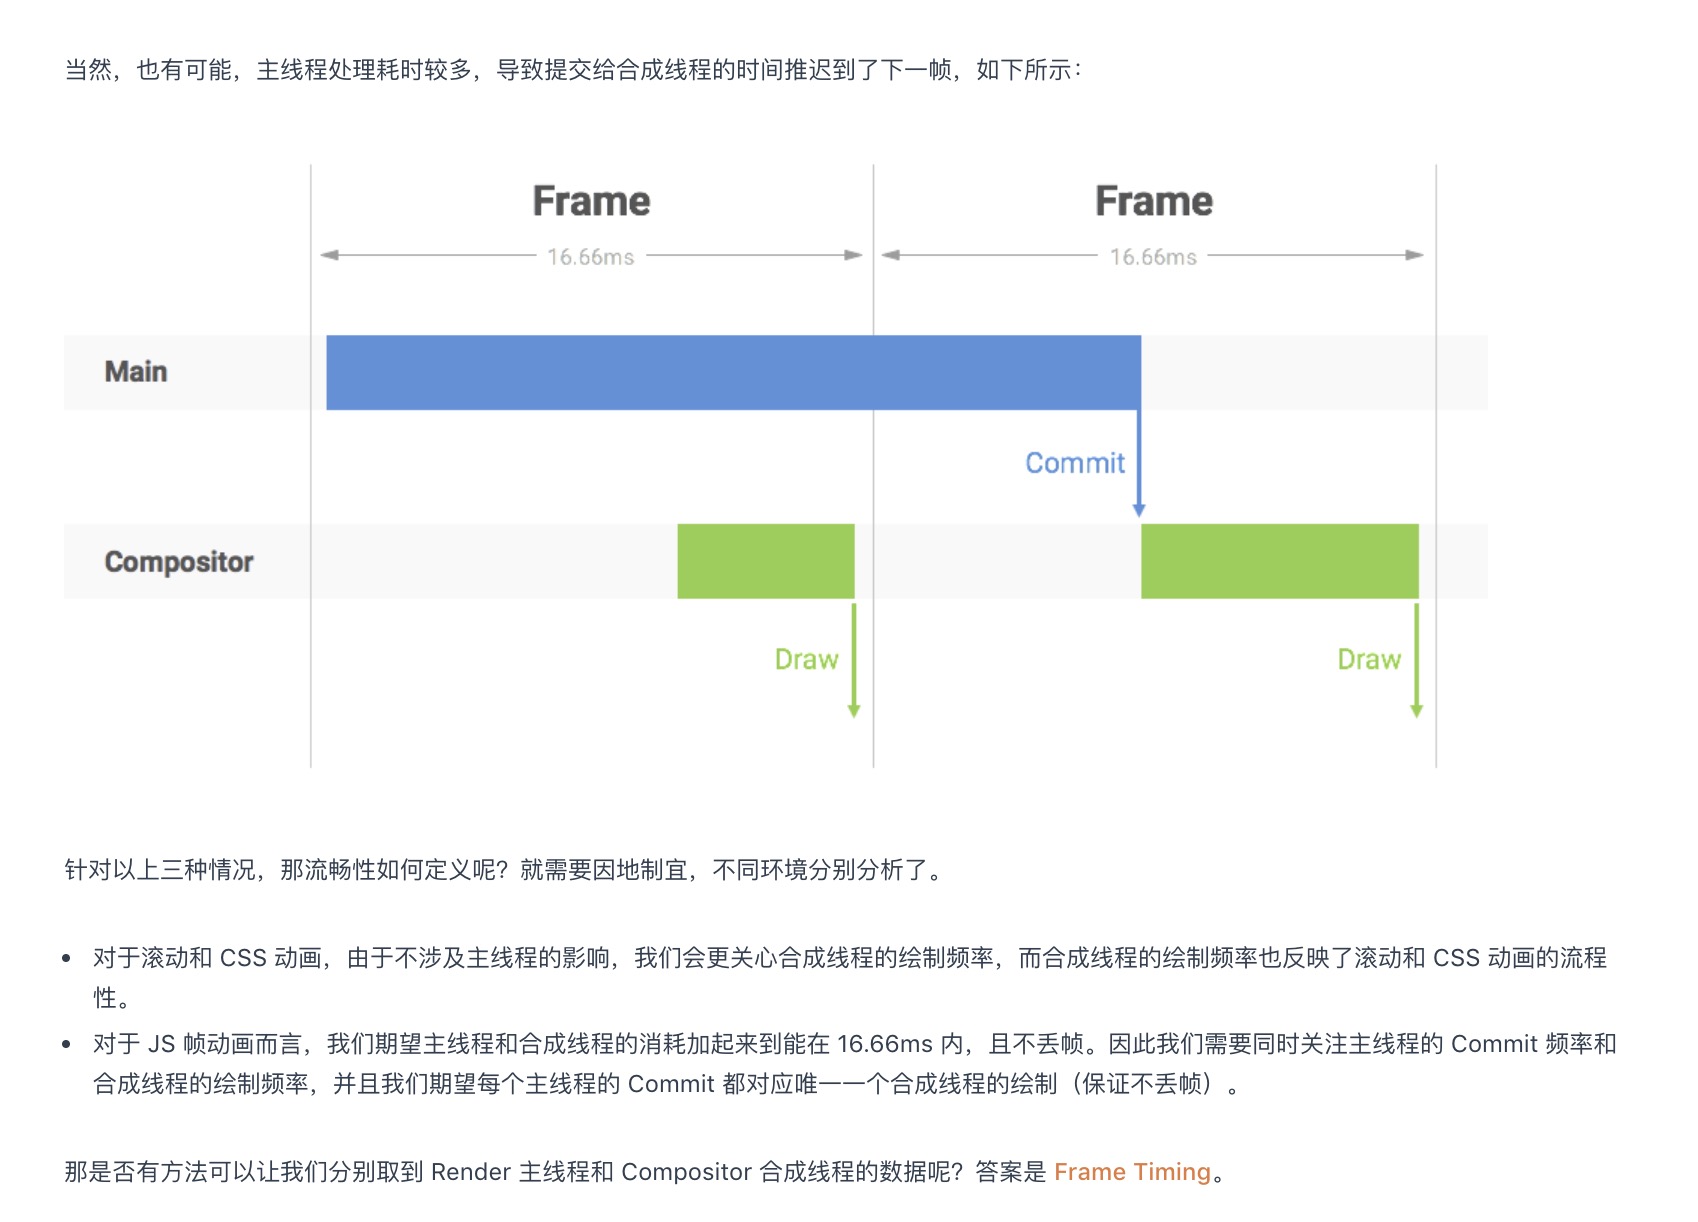 当然，也有可能，主线程处理耗时较多，导致提交给合成线程的时间推迟到了下一帧，如下所示：
Frame Frame
16.66ms 16.66ms
Main
Commit
Compositor
Draw Draw
针对以上三种情况，那流畅性如何定义呢？就需要因地制宜，不同环境分别分析了。
• 对于滚动和 CSS 动画，由于不涉及主线程的影响，我们会更关心合成线程的绘制频率，而合成线程的绘制频率也反映了滚动和 CSS 动画的流程
性。
• 对于 JS 帧动画而言，我们期望主线程和合成线程的消耗加起来到能在 16.66ms 内，且不丢帧。因此我们需要同时关注主线程的 Commit 频率和
合成线程的绘制频率，并且我们期望每个主线程的 Commit 都对应唯一一个合成线程的绘制（保证不丢帧）。
那是否有方法可以让我们分别取到 Render 主线程和 Compositor 合成线程的数据呢？答案是 Frame Timing。